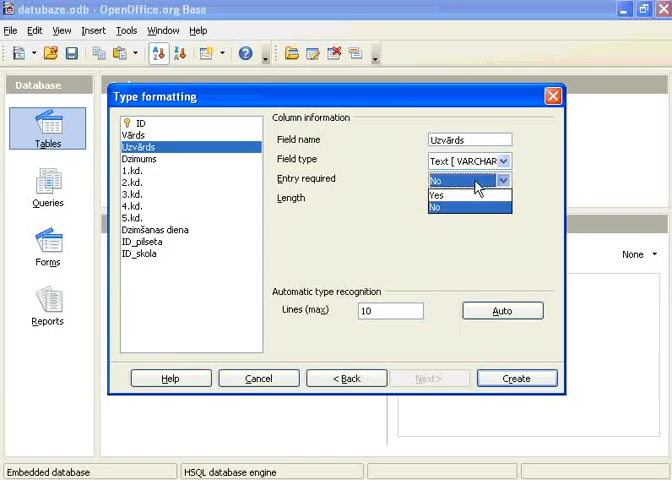 datubaze.odb - OpenOffice.org Base
File Edit View Insert Tools Window Help
Database
Tables
Queries
Forms
Reports
None
Type formatting
ID
Vārds
Uzvārds
Dzimums
1.kd.
2.kd.
3.kd.
4.kd.
5.kd.
Dzimšanas diena
ID_pilseta
ID_skola
Column information
Field name Uzvārds
Field type Text [ VARCHAR
Entry required No
Yes
No
Length
Automatic type recognition
Lines (max) 10 Auto
Help Cancel < Back Next> Create
Embedded database HSQL database engine